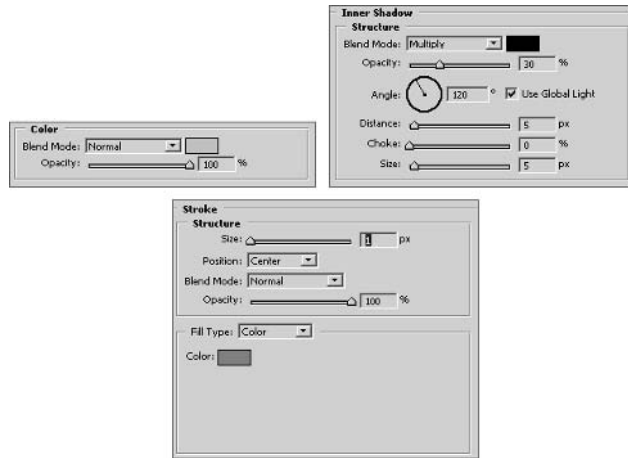 Color
Blend Mode: Normal
Opacity: 100 %
Inner Shadow
Structure
Blend Mode: Multiply
Opacity: 30 %
Angle: 120 ° Use Global Light
Distance: 5 px
Choke: 0 %
Size: 5 px
Stroke
Structure
Size: 1 px
Position: Center
Blend Mode: Normal
Opacity: 100 %
Fill Type: Color
Color: